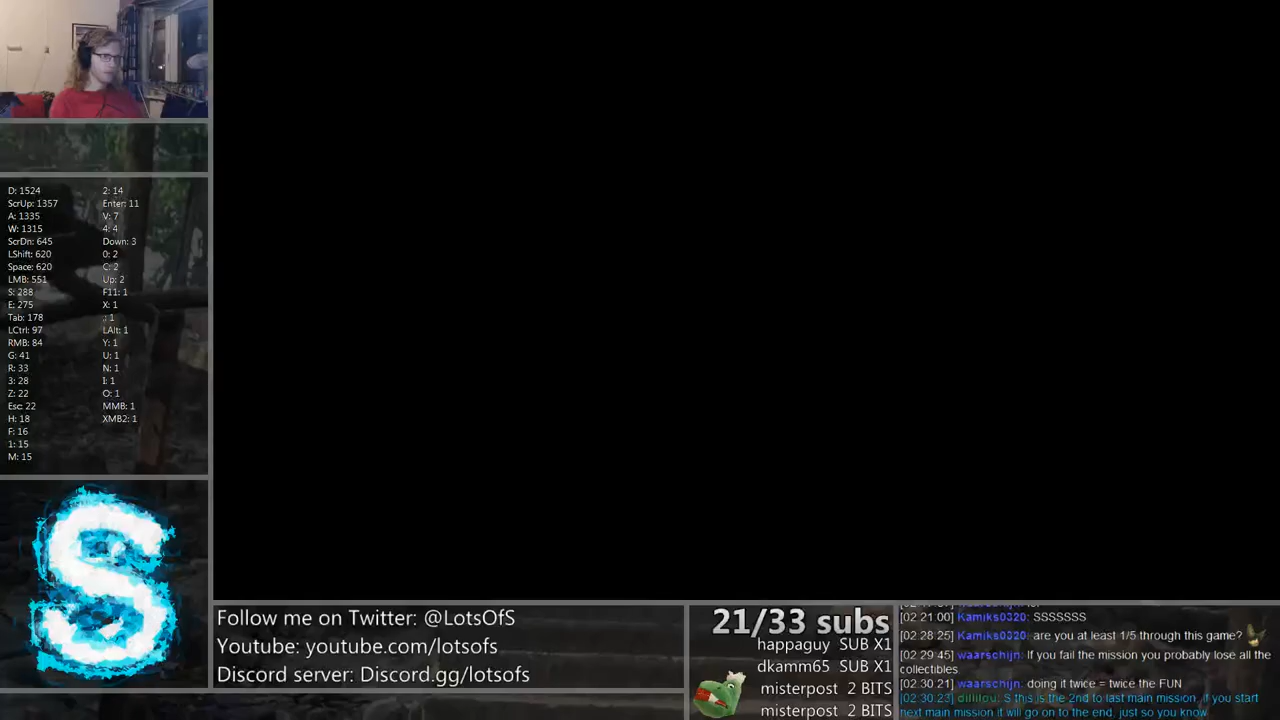 D: 1524
ScrUp: 1357
A: 1335
W: 1315
ScrDn: 645
LShift: 620
Space: 620
LMB: 551
S: 288
E: 275
Tab: 178
LCtrl: 97
RMB: 84
G: 41
R: 33
3: 28
Z: 22
Esc: 22
H: 18
F: 16
1: 15
M: 15
2: 14
Enter: 11
V: 7
4: 4
Down: 3
0: 2
C: 2
Up: 2
F11: 1
X: 1
.: 1
LAlt: 1
Y: 1
U: 1
N: 1
I: 1
O: 1
MMB: 1
XMB2: 1
S
Follow me on Twitter: @LotsOfS
Youtube: youtube.com/lotsofs
Discord server: Discord.gg/lotsofs
21/33 subs
happaguy SUB X1
dkamm65 SUB X1
misterpost 2 BITS
misterpost 2 BITS
[02:21:00] Kamiks0320: SSSSSSS
[02:28:25] Kamiks0320: are you at least 1/5 through this game?
[02:29:45] waarschijn: If you fail the mission you probably lose all the
collectibles
[02:30:21] waarschijn: doing it twice = twice the FUN
[02:30:23] S this is the 2nd to last main mission, if you start
next main mission it will go on to the end, just so you know